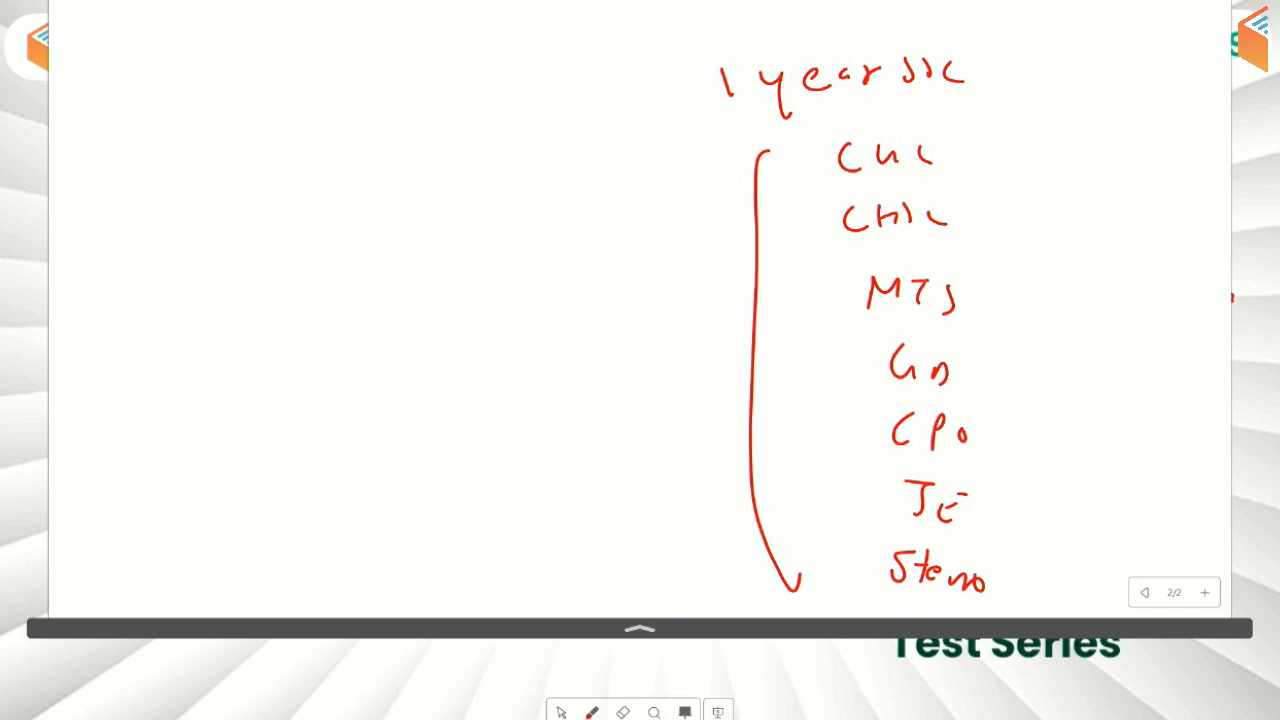 1 year SSC
CGL
CHSL
MTS
GD
CPO
JE
Steno
2/2
Test Series